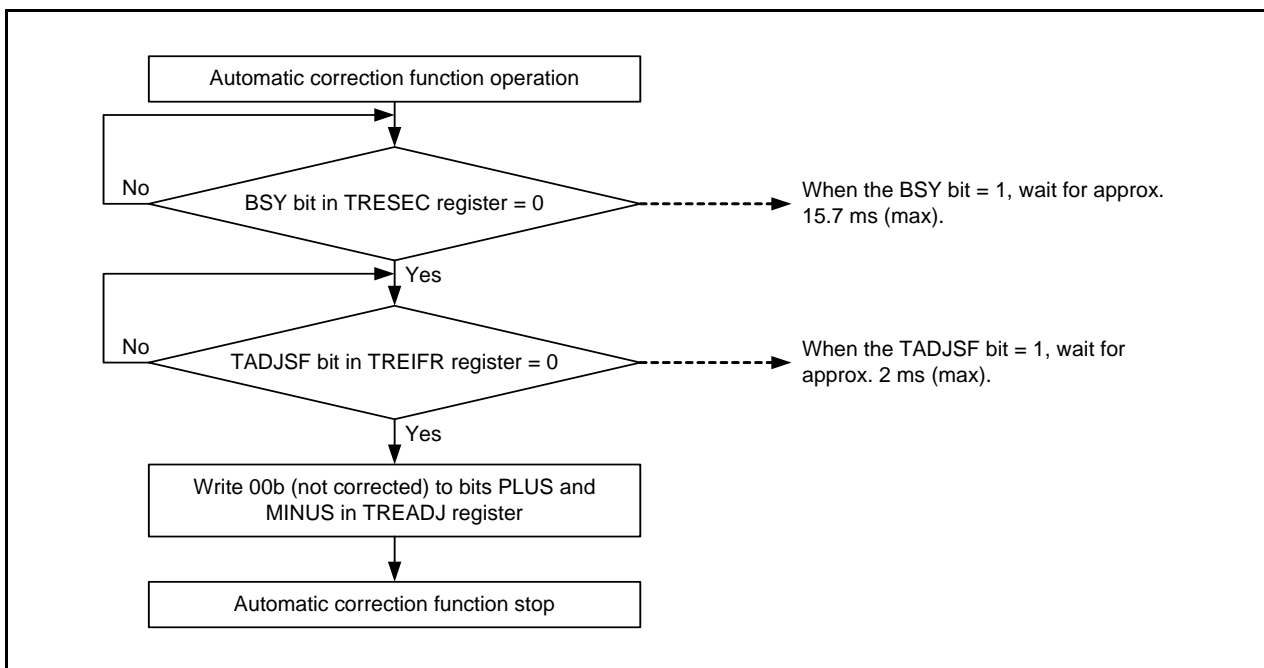 Automatic correction function operation
No
BSY bit in TRESEC register = 0
When the BSY bit = 1, wait for approx.
15.7 ms (max).
Yes
No
TADJSF bit in TREIFR register = 0
When the TADJSF bit = 1, wait for
approx. 2 ms (max).
Yes
Write 00b (not corrected) to bits PLUS and
MINUS in TREADJ register
Automatic correction function stop